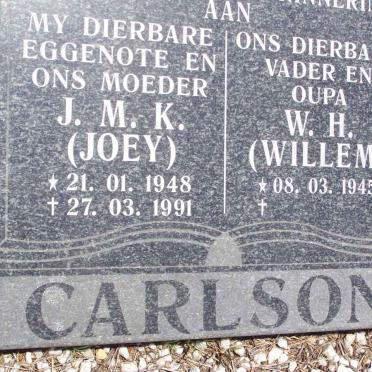 AAN
MY DIERBARE
EGGENOTE EN
ONS MOEDER
J. M. K.
(JOEY)
★ 21. 01. 1948
† 27. 03. 1991
ONS DIERBA
VADER EN
OUPA
W. H.
(WILLEM
★ 08. 03. 1945
†
CARLSON